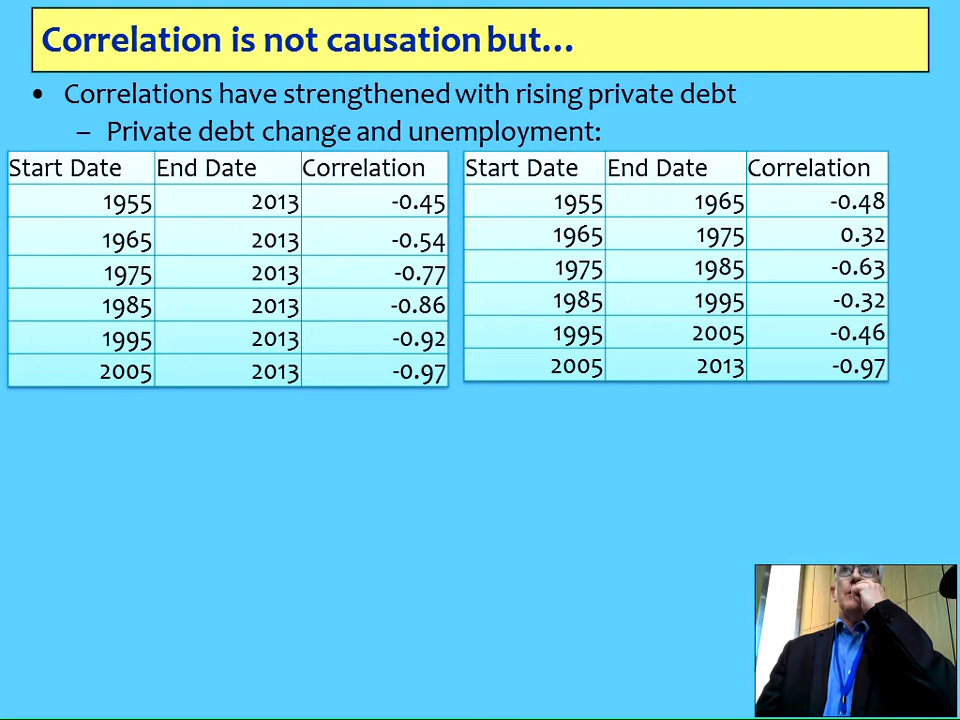 Correlation is not causation but…
• Correlations have strengthened with rising private debt
– Private debt change and unemployment:
Start Date End Date Correlation
1955 2013 -0.45
1965 2013 -0.54
1975 2013 -0.77
1985 2013 -0.86
1995 2013 -0.92
2005 2013 -0.97
Start Date End Date Correlation
1955 1965 -0.48
1965 1975 0.32
1975 1985 -0.63
1985 1995 -0.32
1995 2005 -0.46
2005 2013 -0.97